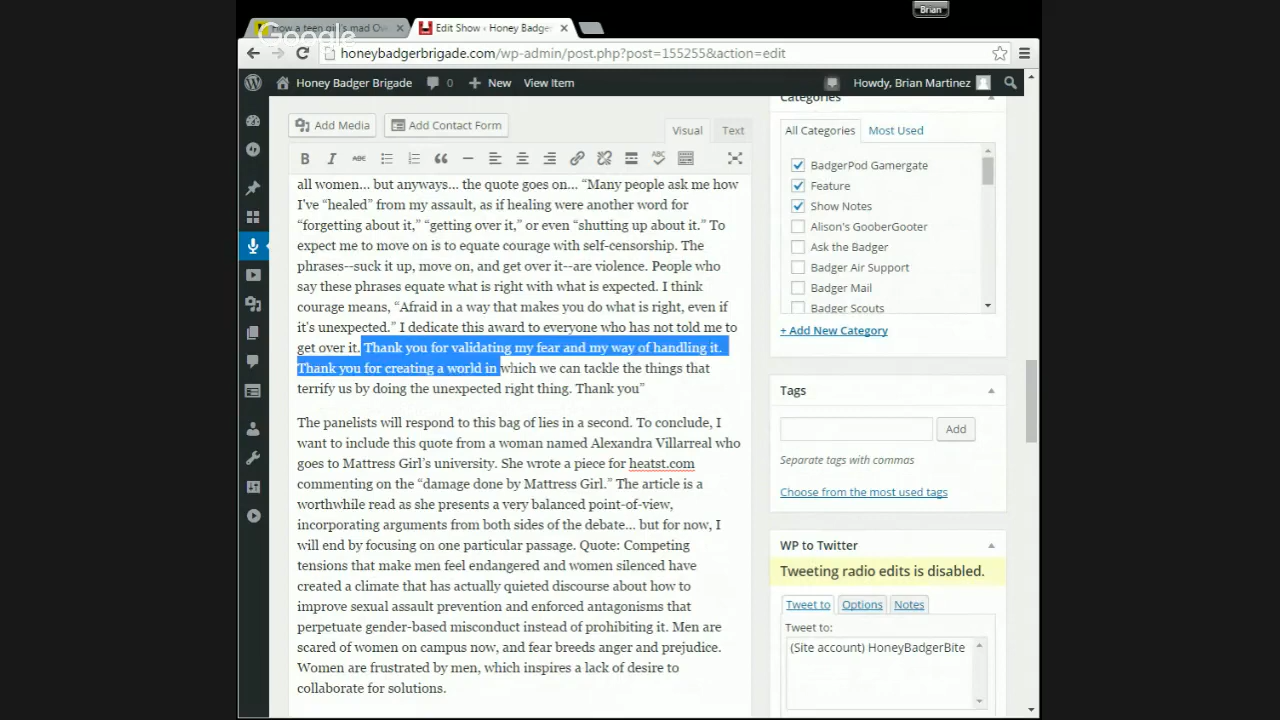 Brian
How a teen girl's mad Ov
Edit Show ‹ Honey Badge
Google
honeybadgerbrigade.com/wp-admin/post.php?post=155255&action=edit
Honey Badger Brigade 0 New View Item Howdy, Brian Martinez
Categories
Add Media Add Contact Form Visual Text
All Categories Most Used
BadgerPod Gamergate
Feature
Show Notes
Alison's GooberGooter
Ask the Badger
Badger Air Support
Badger Mail
Badger Scouts
+ Add New Category
all women... but anyways... the quote goes on... “Many people ask me how
I've “healed” from my assault, as if healing were another word for
“forgetting about it,” “getting over it,” or even “shutting up about it.” To
expect me to move on is to equate courage with self-censorship. The
phrases--suck it up, move on, and get over it--are violence. People who
say these phrases equate what is right with what is expected. I think
courage means, “Afraid in a way that makes you do what is right, even if
it's unexpected.” I dedicate this award to everyone who has not told me to
get over it. Thank you for validating my fear and my way of handling it.
Thank you for creating a world in which we can tackle the things that
terrify us by doing the unexpected right thing. Thank you”
The panelists will respond to this bag of lies in a second. To conclude, I
want to include this quote from a woman named Alexandra Villarreal who
goes to Mattress Girl's university. She wrote a piece for heatst.com
commenting on the “damage done by Mattress Girl.” The article is a
worthwhile read as she presents a very balanced point-of-view,
incorporating arguments from both sides of the debate... but for now, I
will end by focusing on one particular passage. Quote: Competing
tensions that make men feel endangered and women silenced have
created a climate that has actually quieted discourse about how to
improve sexual assault prevention and enforced antagonisms that
perpetuate gender-based misconduct instead of prohibiting it. Men are
scared of women on campus now, and fear breeds anger and prejudice.
Women are frustrated by men, which inspires a lack of desire to
collaborate for solutions.
Tags
Add
Separate tags with commas
Choose from the most used tags
WP to Twitter
Tweeting radio edits is disabled.
Tweet to Options Notes
Tweet to:
(Site account) HoneyBadgerBite